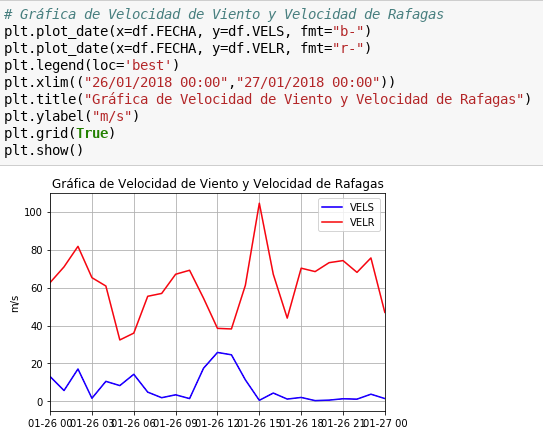 # Gráfica de Velocidad de Viento y Velocidad de Rafagas
plt.plot_date(x=df.FECHA, y=df.VELS, fmt="b-")
plt.plot_date(x=df.FECHA, y=df.VELR, fmt="r-")
plt.legend(loc='best')
plt.xlim(("26/01/2018 00:00","27/01/2018 00:00"))
plt.title("Gráfica de Velocidad de Viento y Velocidad de Rafagas")
plt.ylabel("m/s")
plt.grid(True)
plt.show()
Gráfica de Velocidad de Viento y Velocidad de Rafagas
VELS
VELR
100
80
60
40
20
0
m/s
01-26 00 01-26 03 01-26 06 01-26 09 01-26 12 01-26 15 01-26 18 01-26 21 01-27 00